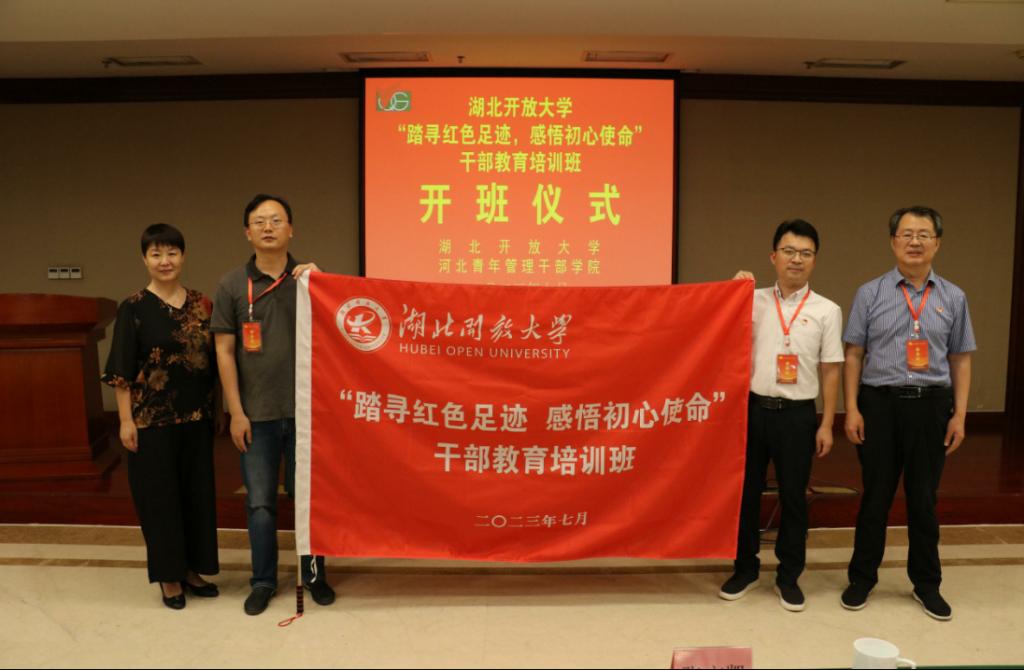 UG
湖北开放大学
“踏寻红色足迹，感悟初心使命”
干部教育培训班
开班仪式
湖北开放大学
河北青年管理干部学院
湖北開放大学
HUBEI OPEN UNIVERSITY
“踏寻红色足迹 感悟初心使命”
干部教育培训班
二〇二三年七月